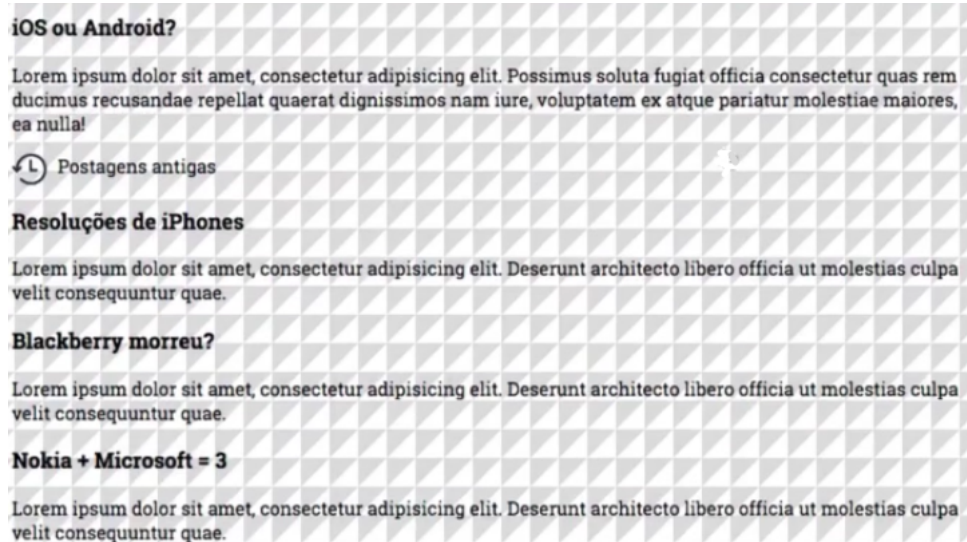 iOS ou Android?
Lorem ipsum dolor sit amet, consectetur adipisicing elit. Possimus soluta fugiat officia consectetur quas rem
ducimus recusandae repellat quaerat dignissimos nam iure, voluptatem ex atque pariatur molestiae maiores,
ea nulla!
Postagens antigas
Resoluções de iPhones
Lorem ipsum dolor sit amet, consectetur adipisicing elit. Deserunt architecto libero officia ut molestias culpa
velit consequuntur quae.
Blackberry morreu?
Lorem ipsum dolor sit amet, consectetur adipisicing elit. Deserunt architecto libero officia ut molestias culpa
velit consequuntur quae.
Nokia + Microsoft = 3
Lorem ipsum dolor sit amet, consectetur adipisicing elit. Deserunt architecto libero officia ut molestias culpa
velit consequuntur quae.